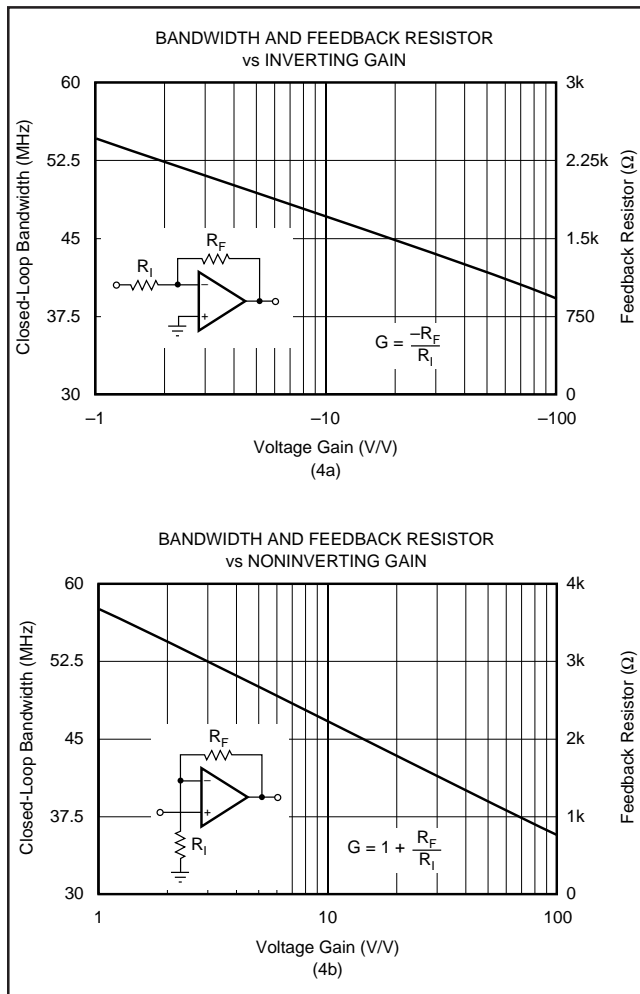 BANDWIDTH AND FEEDBACK RESISTOR
vs INVERTING GAIN
60
52.5
45
37.5
30
Closed-Loop Bandwidth (MHz)
3k
2.25k
1.5k
750
0
Feedback Resistor (Ω)
R_I
R_F
–
+
G = –R_F / R_I
–1
–10
–100
Voltage Gain (V/V)
(4a)
BANDWIDTH AND FEEDBACK RESISTOR
vs NONINVERTING GAIN
60
52.5
45
37.5
30
Closed-Loop Bandwidth (MHz)
4k
3k
2k
1k
0
Feedback Resistor (Ω)
R_F
–
+
R_I
G = 1 + R_F / R_I
1
10
100
Voltage Gain (V/V)
(4b)